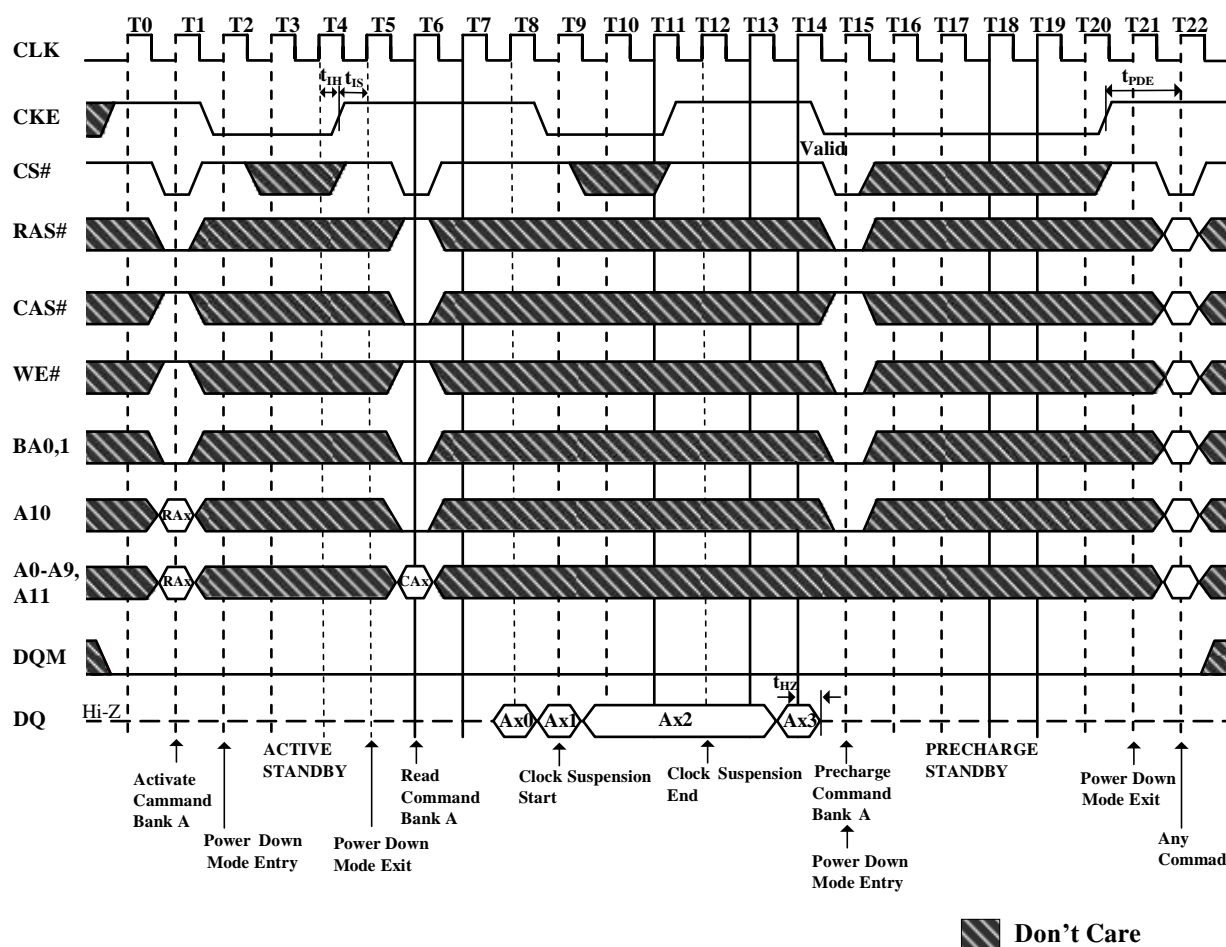 T0 T1 T2 T3 T4 T5 T6 T7 T8 T9 T10 T11 T12 T13 T14 T15 T16 T17 T18 T19 T20 T21 T22
CLK
tIH tIS
tPDE
CKE
Valid
CS#
RAS#
CAS#
WE#
BA0,1
A10
RAx
A0-A9,
A11
RAx
CAx
DQM
tHZ
DQ
Hi-Z
Ax0 Ax1 Ax2 Ax3
Activate
Cammand
Bank A
Power Down
Mode Entry
ACTIVE
STANDBY
Power Down
Mode Exit
Read
Command
Bank A
Clock Suspension
Start
Clock Suspension
End
Precharge
Command
Bank A
Power Down
Mode Entry
PRECHARGE
STANDBY
Power Down
Mode Exit
Any
Commad
Don't Care